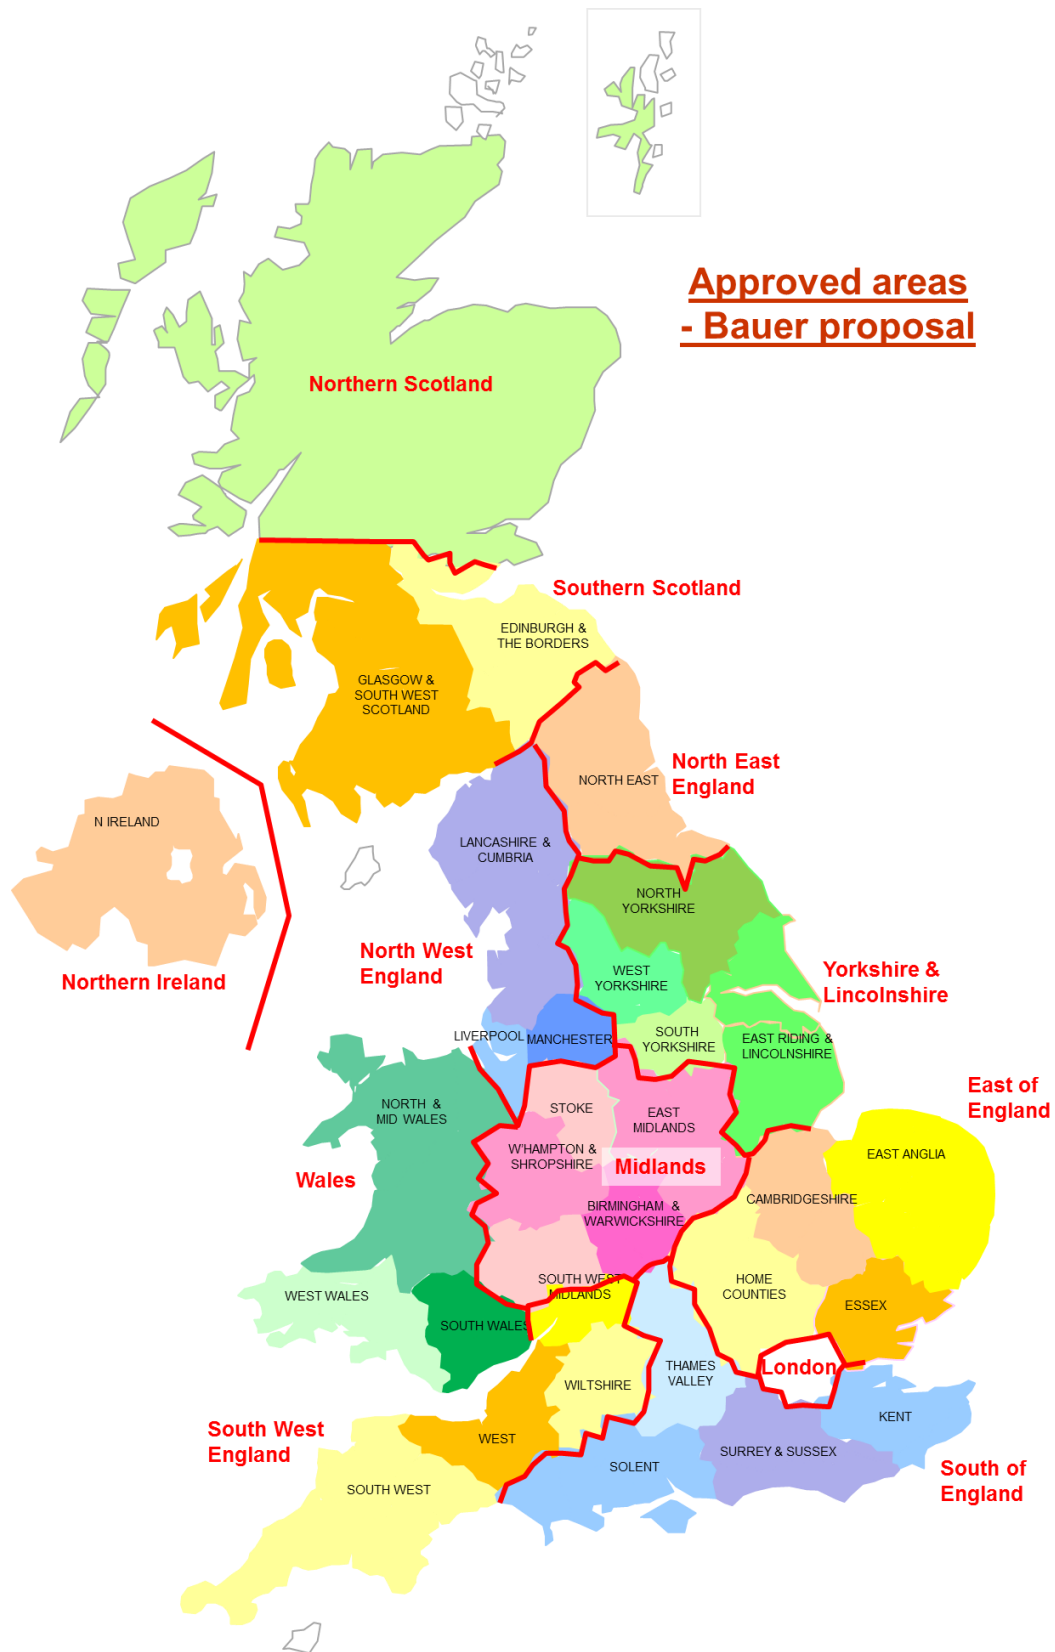 Approved areas
- Bauer proposal
Northern Scotland
Southern Scotland
EDINBURGH &
THE BORDERS
GLASGOW &
SOUTH WEST
SCOTLAND
North East
England
NORTH EAST
N IRELAND
LANCASHIRE &
CUMBRIA
NORTH
YORKSHIRE
North West
England
Northern Ireland
WEST
YORKSHIRE
Yorkshire &
Lincolnshire
LIVERPOOL
MANCHESTER
SOUTH
YORKSHIRE
EAST RIDING &
LINCOLNSHIRE
East of
England
NORTH &
MID WALES
STOKE
EAST
MIDLANDS
W'HAMPTON &
SHROPSHIRE
Midlands
EAST ANGLIA
Wales
CAMBRIDGESHIRE
BIRMINGHAM &
WARWICKSHIRE
WEST WALES
SOUTH WEST
MIDLANDS
HOME
COUNTIES
ESSEX
SOUTH WALES
London
THAMES
VALLEY
WILTSHIRE
KENT
South West
England
WEST
SURREY & SUSSEX
SOLENT
South of
England
SOUTH WEST